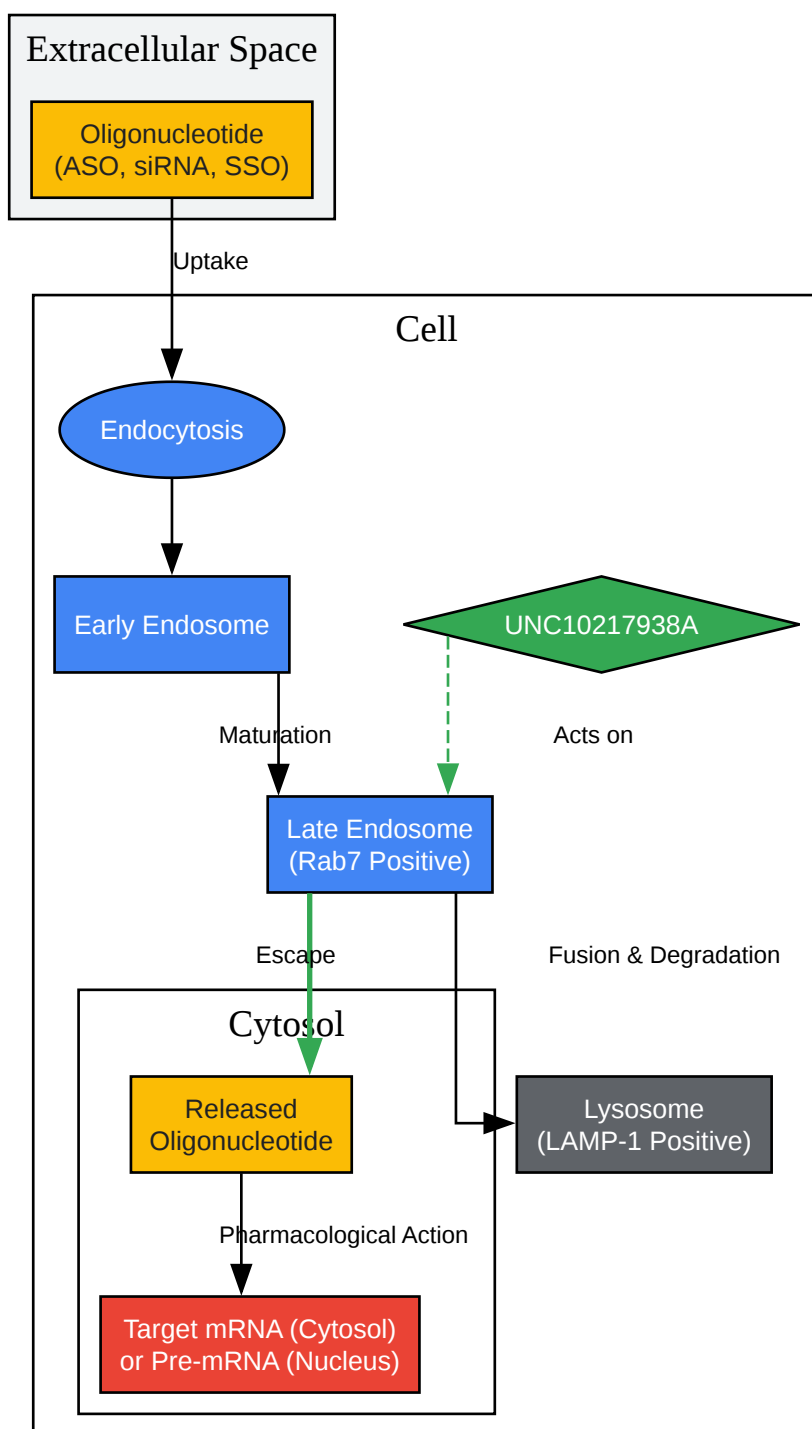 Extracellular Space
Oligonucleotide
(ASO, siRNA, SSO)
Uptake
Cell
Endocytosis
Early Endosome
UNC10217938A
Maturation
Acts on
Late Endosome
(Rab7 Positive)
Escape
Fusion & Degradation
Cytosol
Released
Oligonucleotide
Lysosome
(LAMP-1 Positive)
Pharmacological Action
Target mRNA (Cytosol)
or Pre-mRNA (Nucleus)